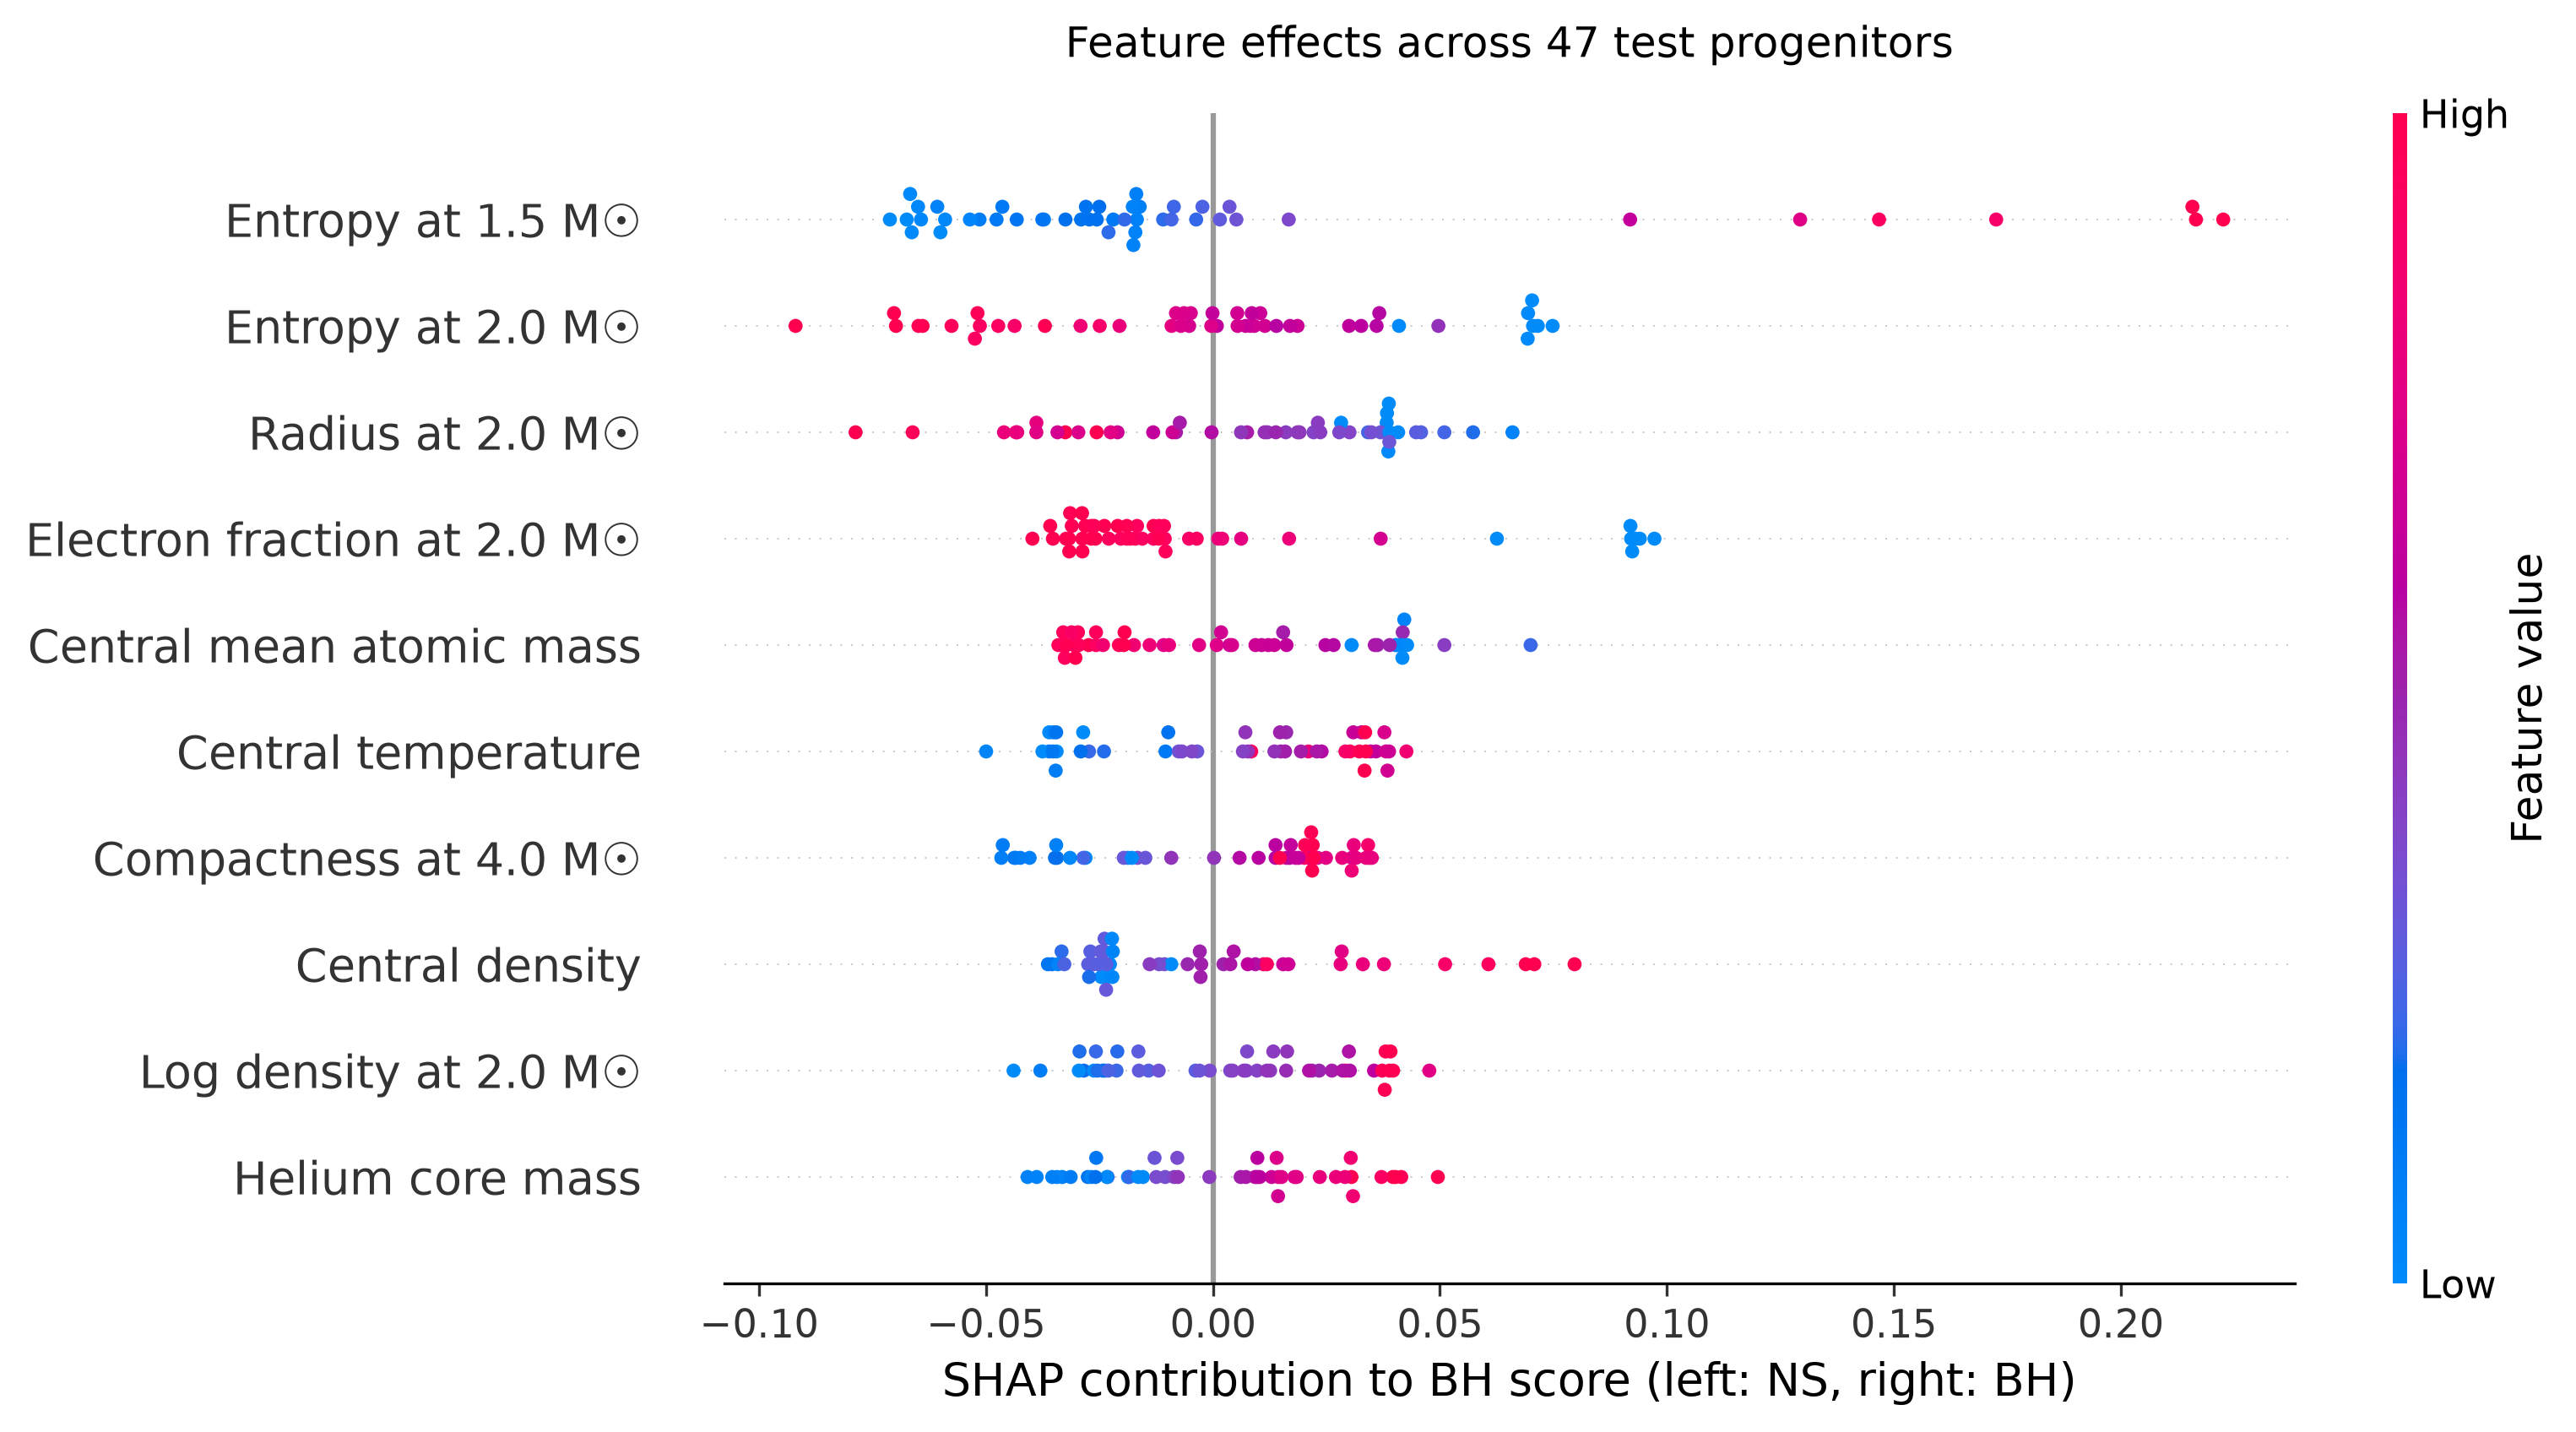 Feature effects across 47 test progenitors
High
Entropy at 1.5 M☉
Entropy at 2.0 M☉
Radius at 2.0 M☉
Electron fraction at 2.0 M☉
Central mean atomic mass
Central temperature
Compactness at 4.0 M☉
Central density
Log density at 2.0 M☉
Helium core mass
Feature value
Low
−0.10 −0.05 0.00 0.05 0.10 0.15 0.20
SHAP contribution to BH score (left: NS, right: BH)